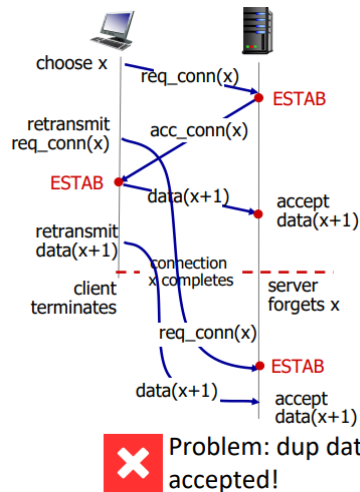 choose x
req_conn(x)
ESTAB
retransmit
req_conn(x)
acc_conn(x)
ESTAB
data(x+1)
accept
data(x+1)
retransmit
data(x+1)
connection
x completes
client
terminates
server
forgets x
req_conn(x)
ESTAB
data(x+1)
accept
data(x+1)
Problem: dup dat
accepted!